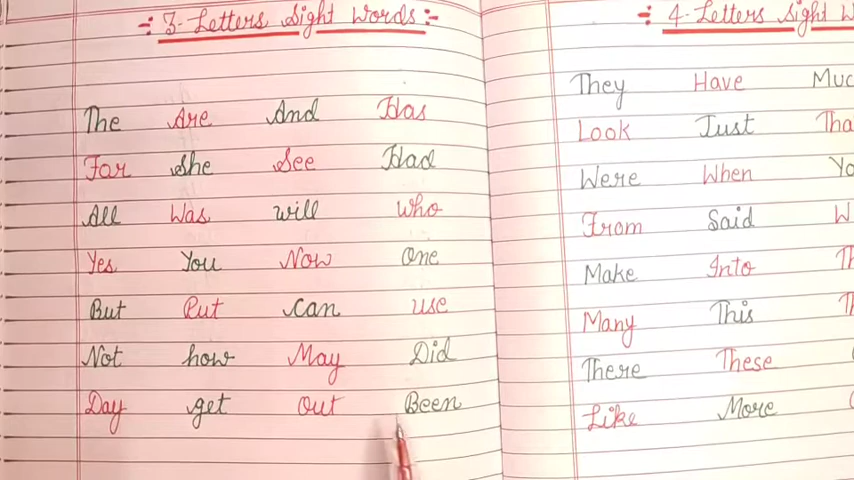 -: 3-Letters Sight Words:-
The Are And Has
For She See Had
All Was will Who
Yes You Now One
But Put can use
Not how May Did
Day get out Been
-: 4-Letters Sight
They Have
Look Just
Were When
From Said
Make Into
Many This
There These
Like More